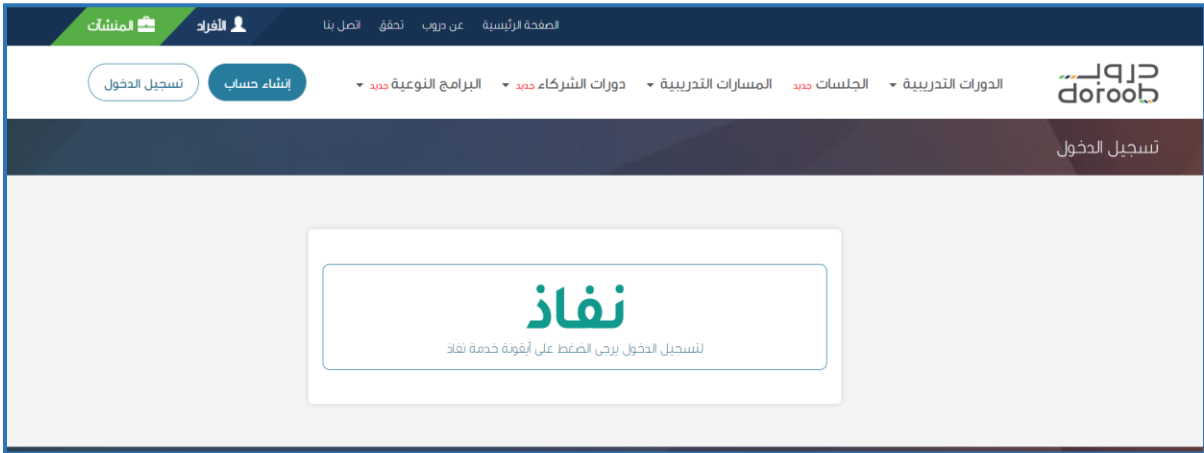 الصفحة الرئيسية عن دروب تحقق اتصل بنا الأفراد المنشآت
دروب
doroob
الدورات التدريبية الجلسات جديد المسارات التدريبية دورات الشركاء جديد البرامج النوعية جديد إنشاء حساب تسجيل الدخول
تسجيل الدخول
نفاذ
لتسجيل الدخول يرجى الضغط على أيقونة خدمة نفاذ